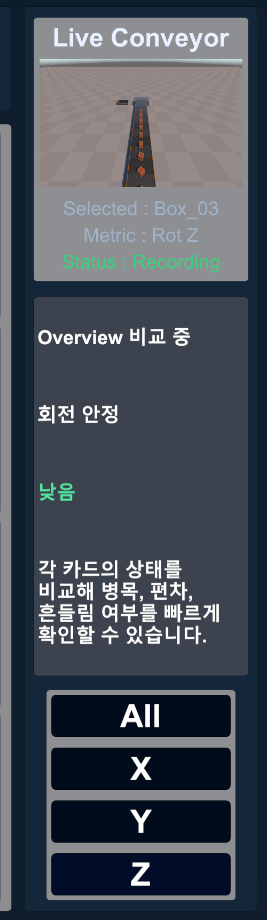 Live Conveyor
Selected : Box_03
Metric : Rot Z
Status : Recording
Overview 비교 중
회전 안정
낮음
각 카드의 상태를
비교해 병목, 편차,
흔들림 여부를 빠르게
확인할 수 있습니다.
All
X
Y
Z